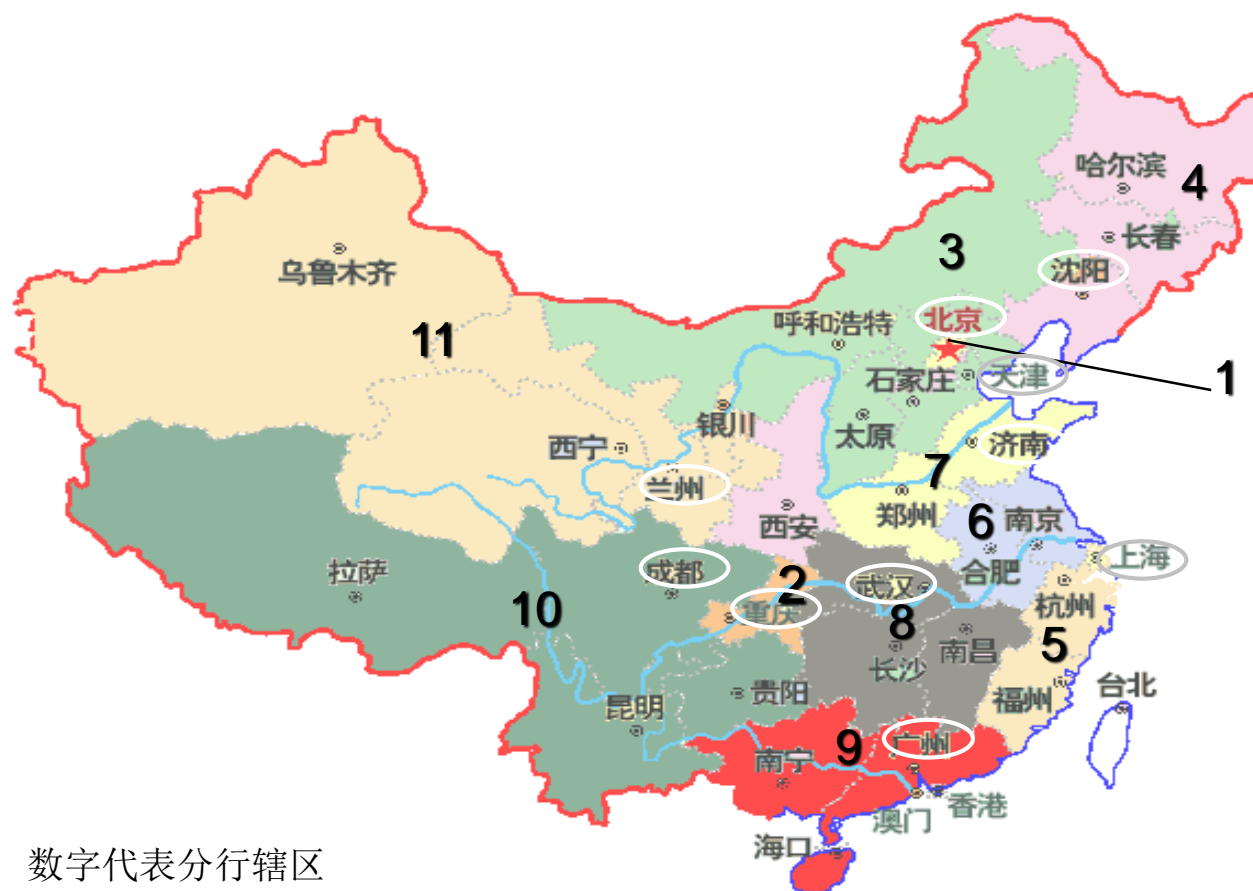 哈尔滨
4
长春
3
沈阳
乌鲁木齐
呼和浩特
北京
11
石家庄
天津
1
银川
太原
济南
西宁
7
兰州
郑州
西安
6
南京
上海
拉萨
成都
合肥
2
武汉
杭州
10
重庆
8
5
长沙
南昌
昆明
贵阳
福州
台北
9
广州
南宁
香港
澳门
海口
数字代表分行辖区